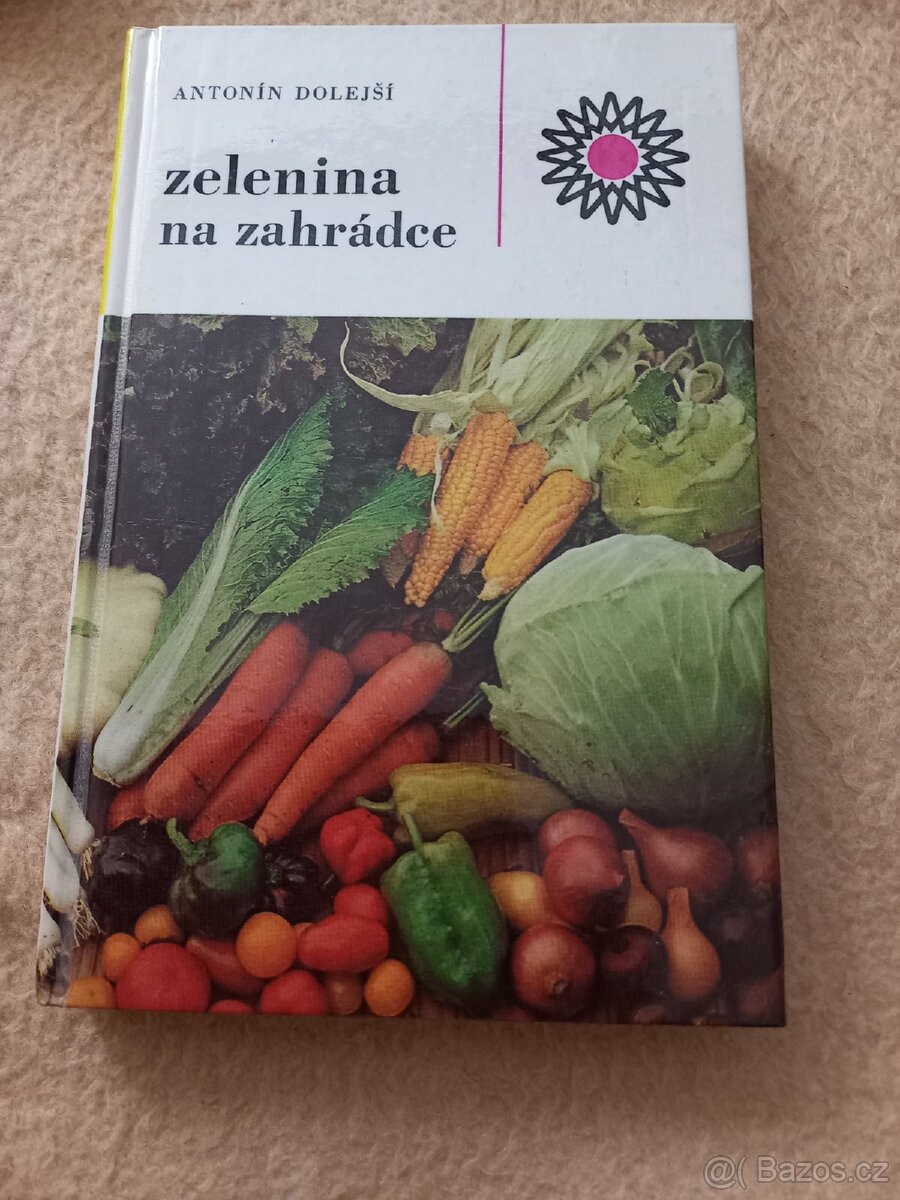 ANTONÍN DOLEJŠÍ
zelenina
na zahrádce
@( Bazos.cz